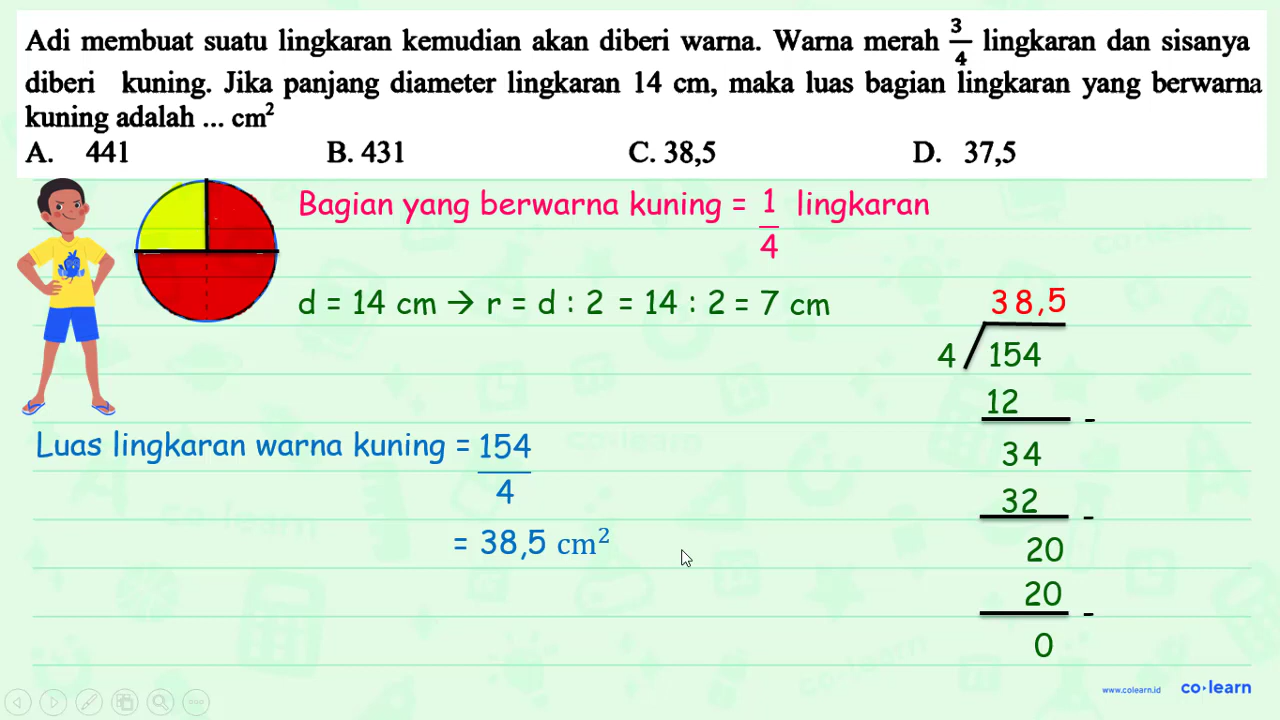 Adi membuat suatu lingkaran kemudian akan diberi warna. Warna merah 3/4 lingkaran dan sisanya
diberi kuning. Jika panjang diameter lingkaran 14 cm, maka luas bagian lingkaran yang berwarna
kuning adalah ... cm²
A. 441 B. 431 C. 38,5 D. 37,5
Bagian yang berwarna kuning = 1/4 lingkaran
d = 14 cm → r = d : 2 = 14 : 2 = 7 cm
Luas lingkaran warna kuning = 154/4
= 38,5 cm²
38,5
4 154
12 -
34
32 -
20
20 -
0
www.colearn.id co·learn